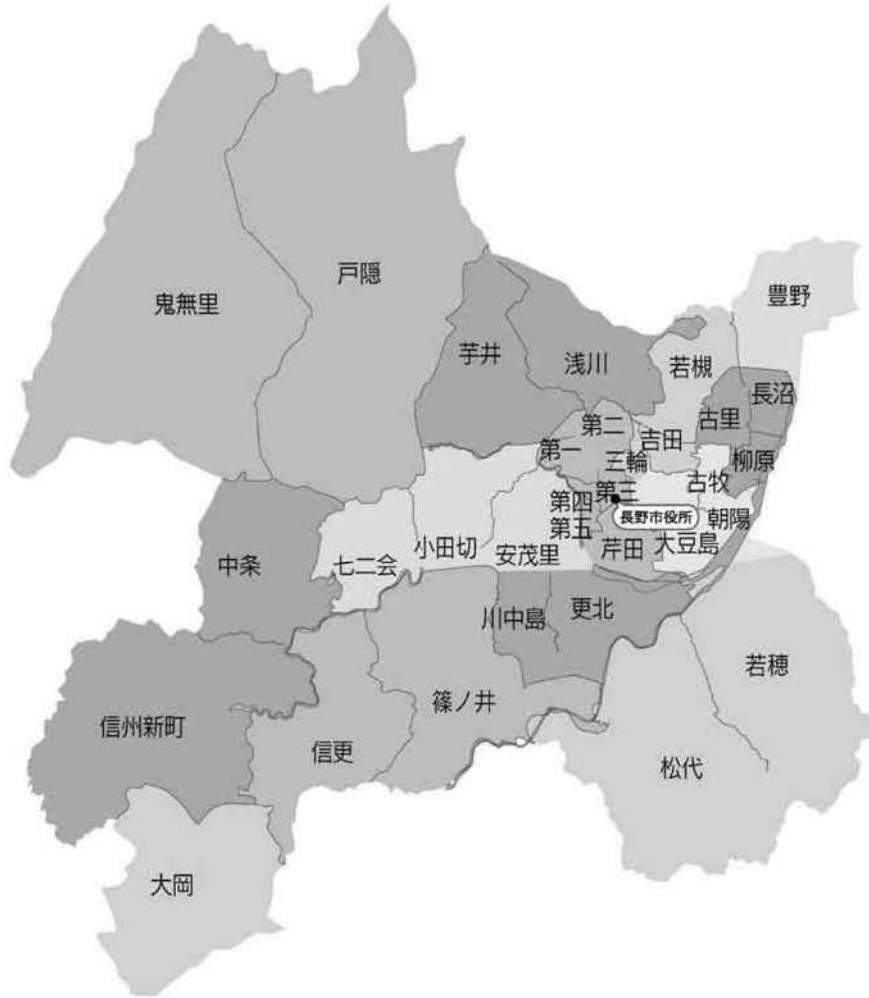 鬼無里
戸隠
豊野
芋井
浅川
若槻
長沼
古里
第二
吉田
第一
三輪
柳原
古牧
第三
第四
長野市役所
朝陽
第五
芹田
大豆島
小田切
安茂里
七二会
中条
川中島
更北
若穂
篠ノ井
信州新町
信更
松代
大岡